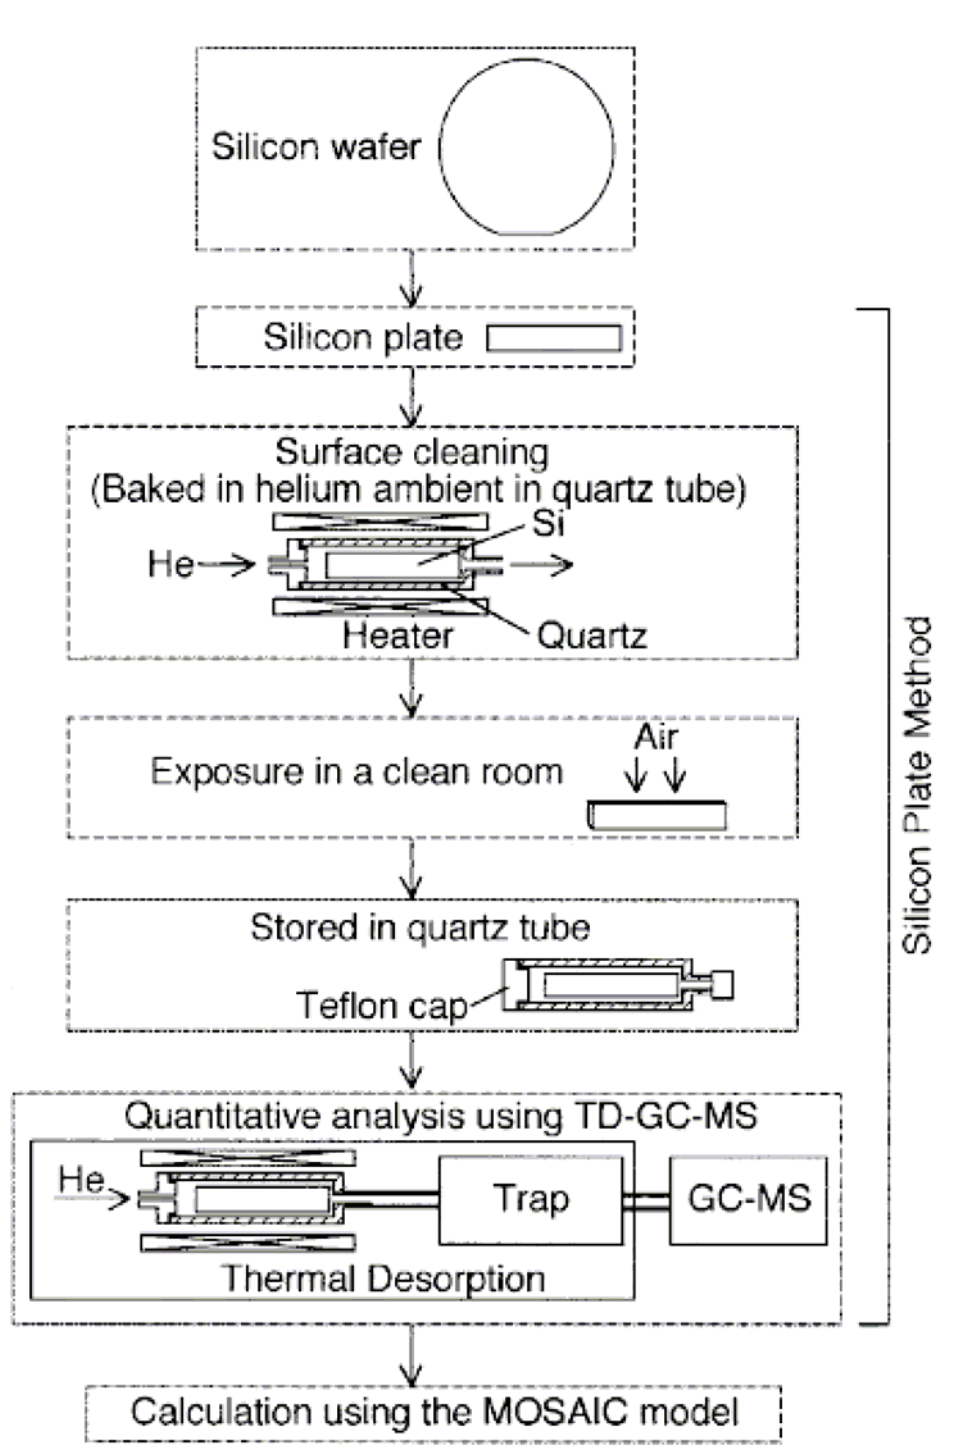 Silicon wafer
Silicon plate
Surface cleaning
(Baked in helium ambient in quartz tube)
Si
He
Heater
Quartz
Air
Exposure in a clean room
Stored in quartz tube
Teflon cap
Quantitative analysis using TD-GC-MS
He
Trap
GC-MS
Thermal Desorption
Silicon Plate Method
Calculation using the MOSAIC model